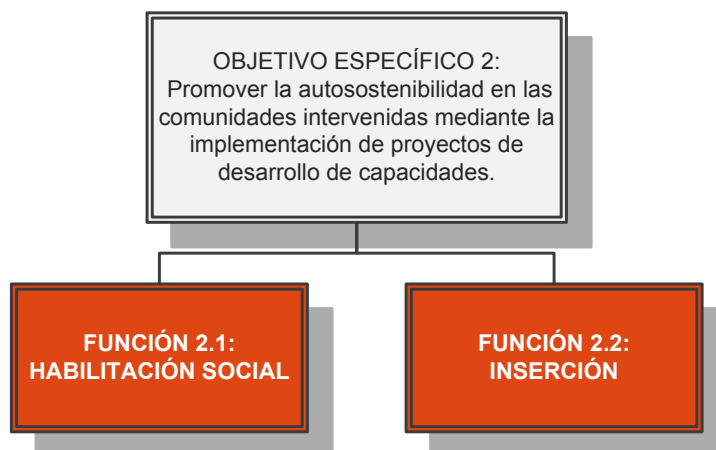 OBJETIVO ESPECÍFICO 2:
Promover la autosostenibilidad en las
comunidades intervenidas mediante la
implementación de proyectos de
desarrollo de capacidades.
FUNCIÓN 2.1:
HABILITACIÓN SOCIAL
FUNCIÓN 2.2:
INSERCIÓN